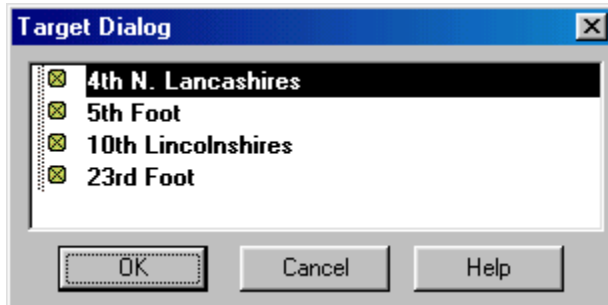 Target Dialog
4th N. Lancashires
5th Foot
10th Lincolnshires
23rd Foot
OK Cancel Help